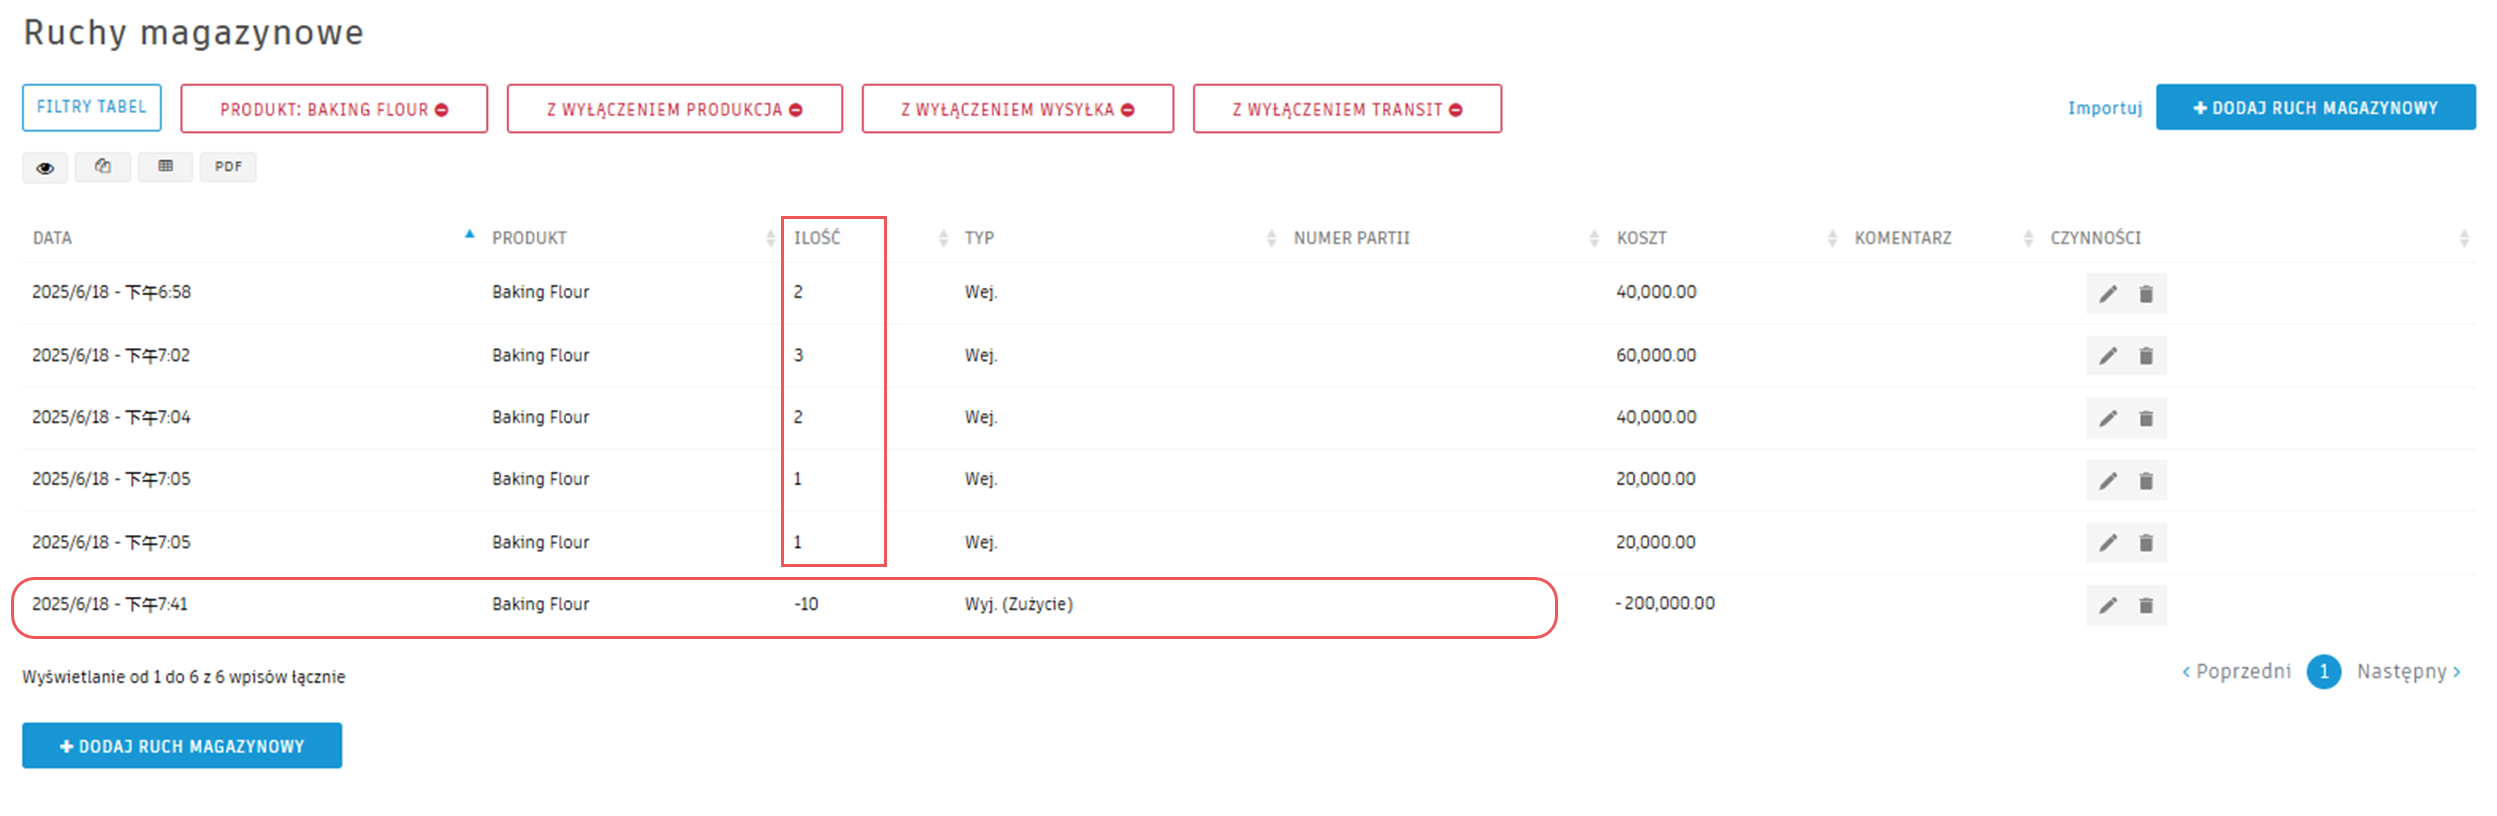 Ruchy magazynowe
FILTRY TABEL PRODUKT: BAKING FLOUR Z WYŁĄCZENIEM PRODUKCJA Z WYŁĄCZENIEM WYSYŁKA Z WYŁĄCZENIEM TRANSIT Importuj + DODAJ RUCH MAGAZYNOWY
PDF
DATA PRODUKT ILOŚĆ TYP NUMER PARTII KOSZT KOMENTARZ CZYNNOŚCI
2025/6/18 - 下午6:58 Baking Flour 2 Wej. 40,000.00
2025/6/18 - 下午7:02 Baking Flour 3 Wej. 60,000.00
2025/6/18 - 下午7:04 Baking Flour 2 Wej. 40,000.00
2025/6/18 - 下午7:05 Baking Flour 1 Wej. 20,000.00
2025/6/18 - 下午7:05 Baking Flour 1 Wej. 20,000.00
2025/6/18 - 下午7:41 Baking Flour -10 Wyj. (Zużycie) -200,000.00
Wyświetlanie od 1 do 6 z 6 wpisów łącznie
‹ Poprzedni 1 Następny ›
+ DODAJ RUCH MAGAZYNOWY